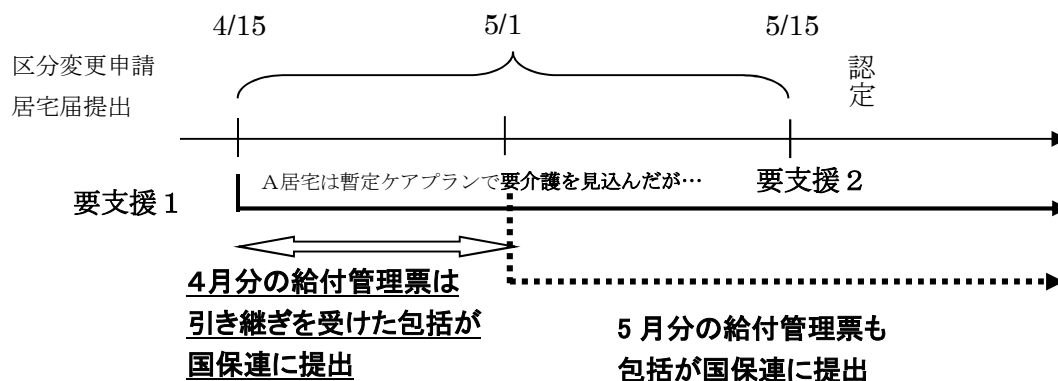 4/15 5/1 5/15
区分変更申請
居宅届提出
認定
A居宅は暫定ケアプランで要介護を見込んだが… 要支援2
要支援1
4月分の給付管理票は
引き継ぎを受けた包括が
国保連に提出
5月分の給付管理票も
包括が国保連に提出